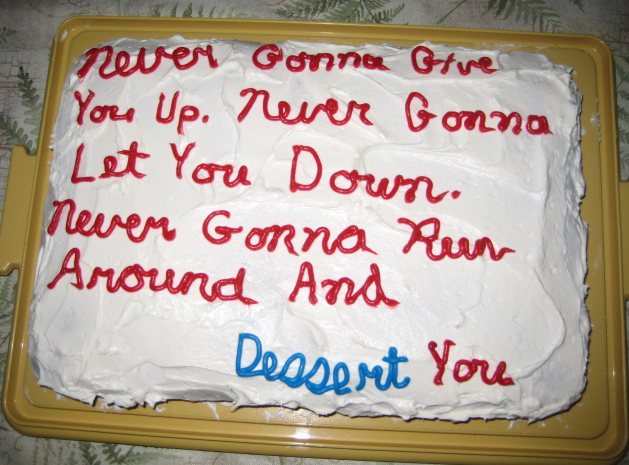 Never Gonna Give
You Up. Never Gonna
Let You Down.
Never Gonna Run
Around And
Dessert You